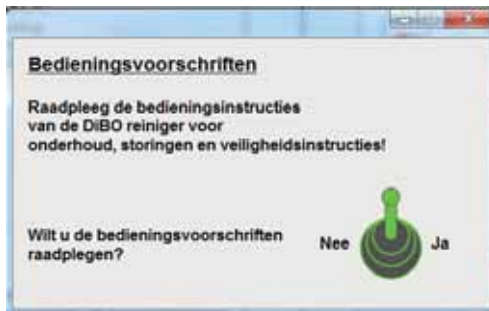 Bedieningsvoorschriften
Raadpleeg de bedieningsinstructies
van de DiBO reiniger voor
onderhoud, storingen en veiligheidsinstructies!
Wilt u de bedieningsvoorschriften
raadplegen?
Nee Ja